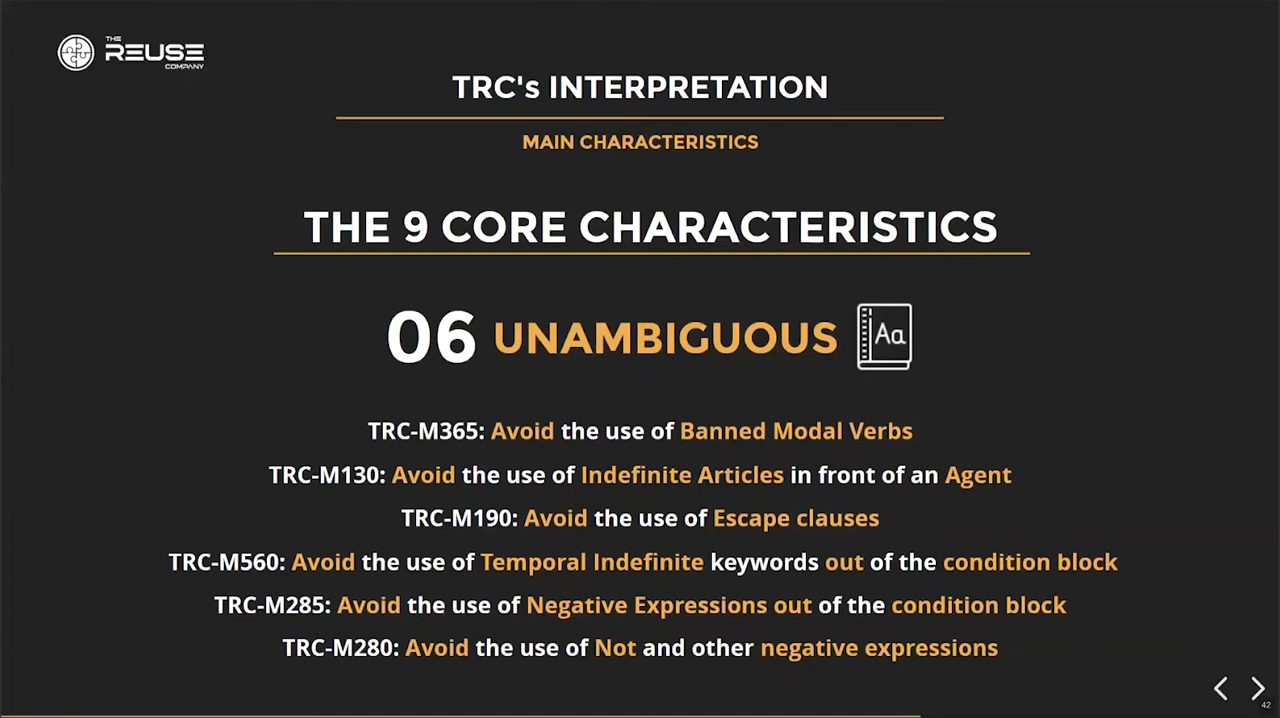 THE
REUSE
COMPANY
TRC's INTERPRETATION
MAIN CHARACTERISTICS
THE 9 CORE CHARACTERISTICS
06 UNAMBIGUOUS Aa
TRC-M365: Avoid the use of Banned Modal Verbs
TRC-M130: Avoid the use of Indefinite Articles in front of an Agent
TRC-M190: Avoid the use of Escape clauses
TRC-M560: Avoid the use of Temporal Indefinite keywords out of the condition block
TRC-M285: Avoid the use of Negative Expressions out of the condition block
TRC-M280: Avoid the use of Not and other negative expressions
42